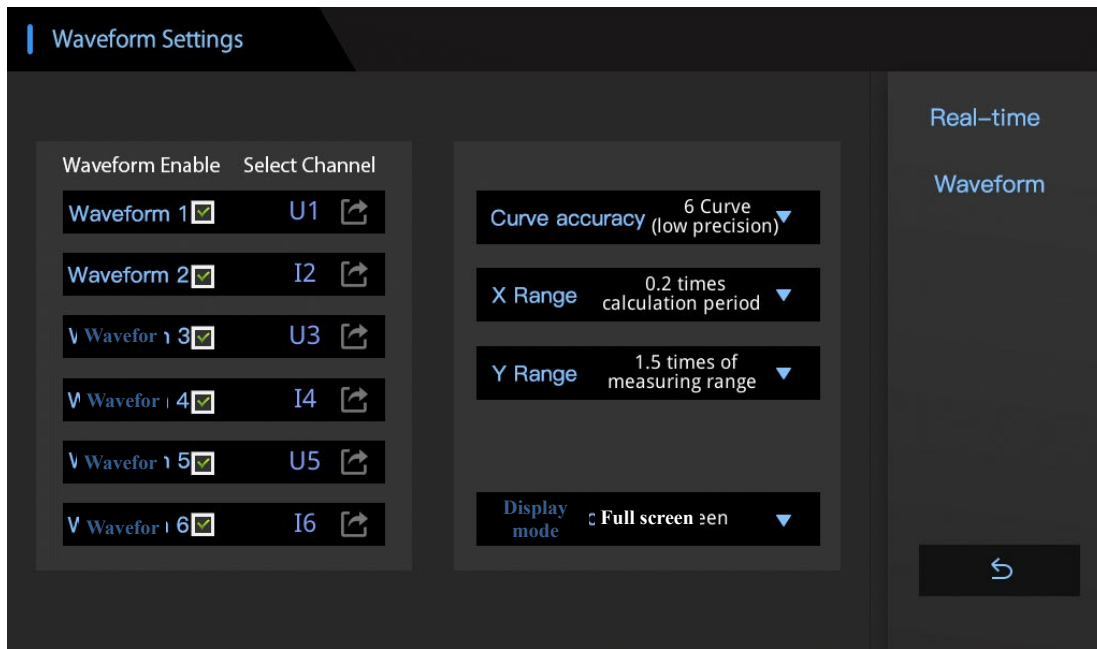 Waveform Settings
Real-time
Waveform
Waveform Enable Select Channel
Waveform 1 U1
Waveform 2 I2
Wavefor 3 U3
Wavefor 4 I4
Wavefor 5 U5
Wavefor 6 I6
Curve accuracy 6 Curve
(low precision)
X Range 0.2 times
calculation period
Y Range 1.5 times of
measuring range
Display
mode
Full screen